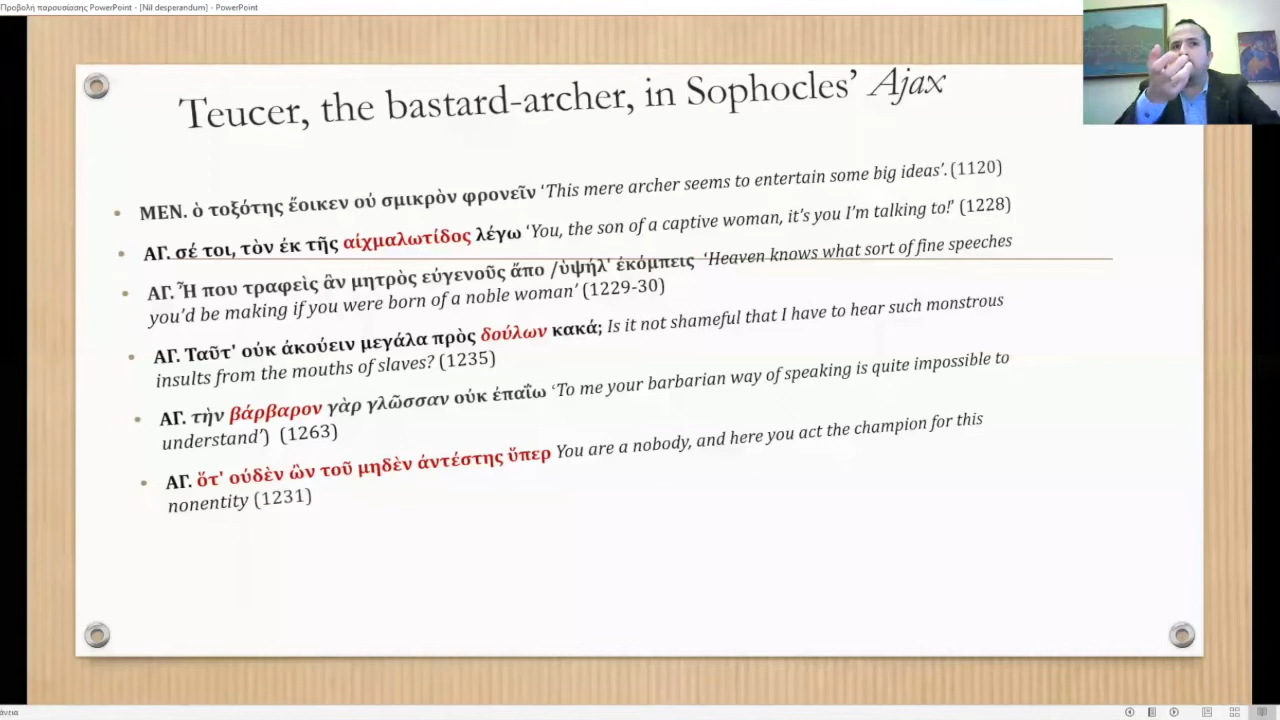 Προβολή παρουσίασης PowerPoint - [Nil desperandum] - PowerPoint
Teucer, the bastard-archer, in Sophocles’ Ajax
• ΜΕΝ. ὁ τοξότης ἔοικεν οὐ σμικρὸν φρονεῖν ‘This mere archer seems to entertain some big ideas’. (1120)
• ΑΓ. σέ τοι, τὸν ἐκ τῆς αἰχμαλωτίδος λέγω ‘You, the son of a captive woman, it’s you I’m talking to!’ (1228)
• ΑΓ. Ἦ που τραφεὶς ἂν μητρὸς εὐγενοῦς ἄπο /ὑψήλ' ἐκόμπεις ‘Heaven knows what sort of fine speeches
you’d be making if you were born of a noble woman’ (1229-30)
• ΑΓ. Ταῦτ' οὐκ ἀκούειν μεγάλα πρὸς δούλων κακά; Is it not shameful that I have to hear such monstrous
insults from the mouths of slaves? (1235)
• ΑΓ. τὴν βάρβαρον γὰρ γλῶσσαν οὐκ ἐπαΐω ‘To me your barbarian way of speaking is quite impossible to
understand’) (1263)
• ΑΓ. ὅτ' οὐδὲν ὢν τοῦ μηδὲν ἀντέστης ὕπερ You are a nobody, and here you act the champion for this
nonentity (1231)
άνεια